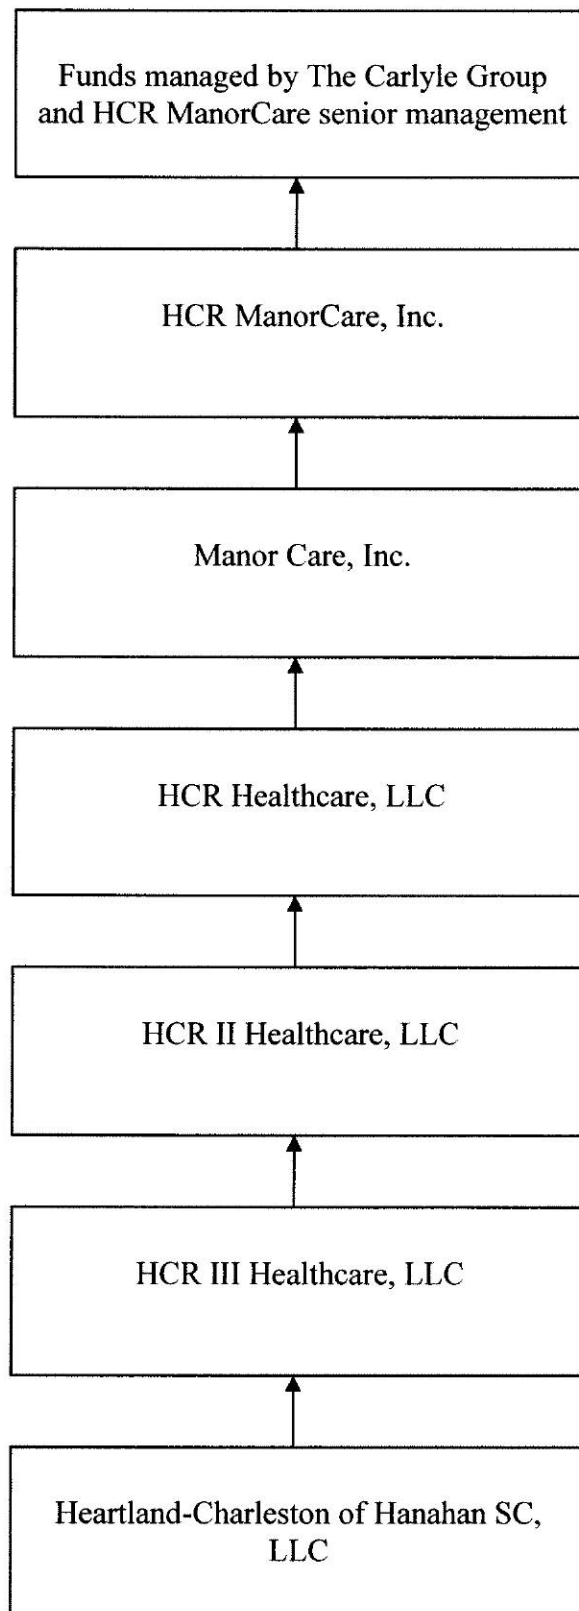 Funds managed by The Carlyle Group
and HCR ManorCare senior management
HCR ManorCare, Inc.
Manor Care, Inc.
HCR Healthcare, LLC
HCR II Healthcare, LLC
HCR III Healthcare, LLC
Heartland-Charleston of Hanahan SC,
LLC